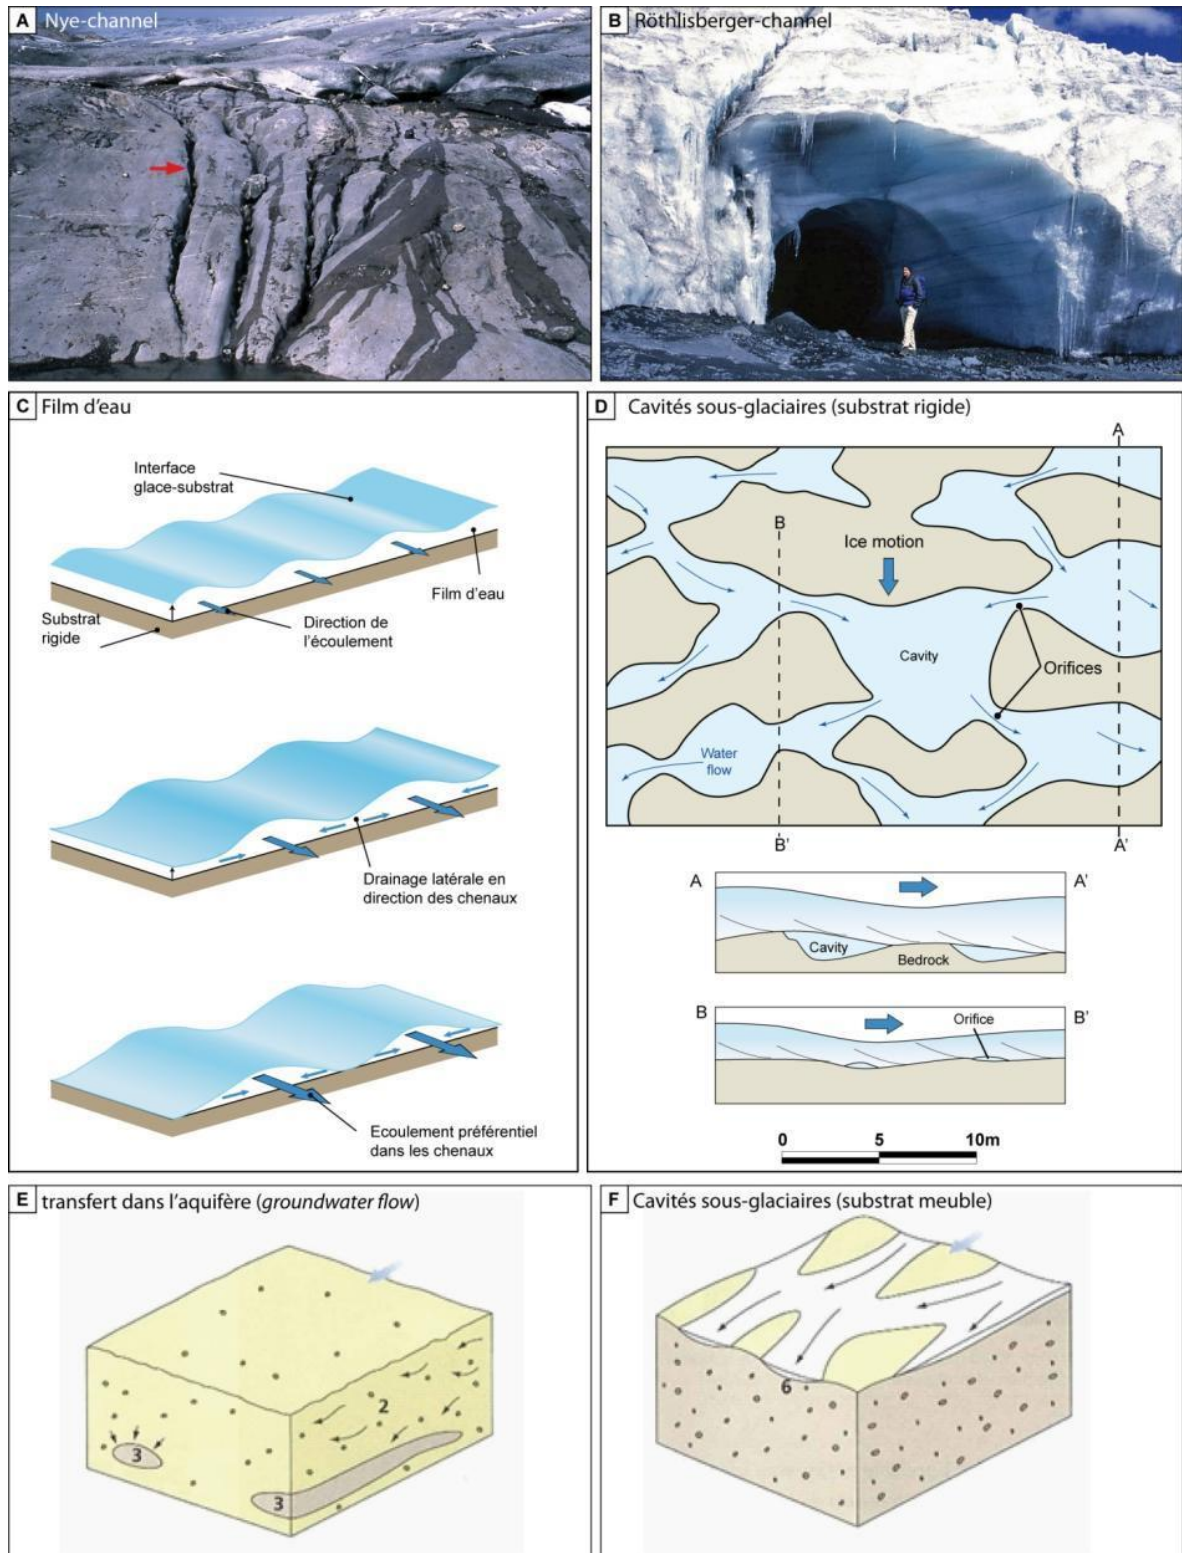 A Nye-channel
B Röthlisberger-channel
C Film d'eau
Interface
glace-substrat
Film d'eau
Substrat
rigide
Direction de
l'écoulement
Drainage latérale en
direction des chenaux
Ecoulement préférentiel
dans les chenaux
D Cavités sous-glaciaires (substrat rigide)
A
B
Ice motion
Cavity
Orifices
Water
flow
B'
A'
A
A'
Cavity
Bedrock
B
B'
Orifice
0 5 10m
E transfert dans l'aquifère (groundwater flow)
2
3
3
F Cavités sous-glaciaires (substrat meuble)
6